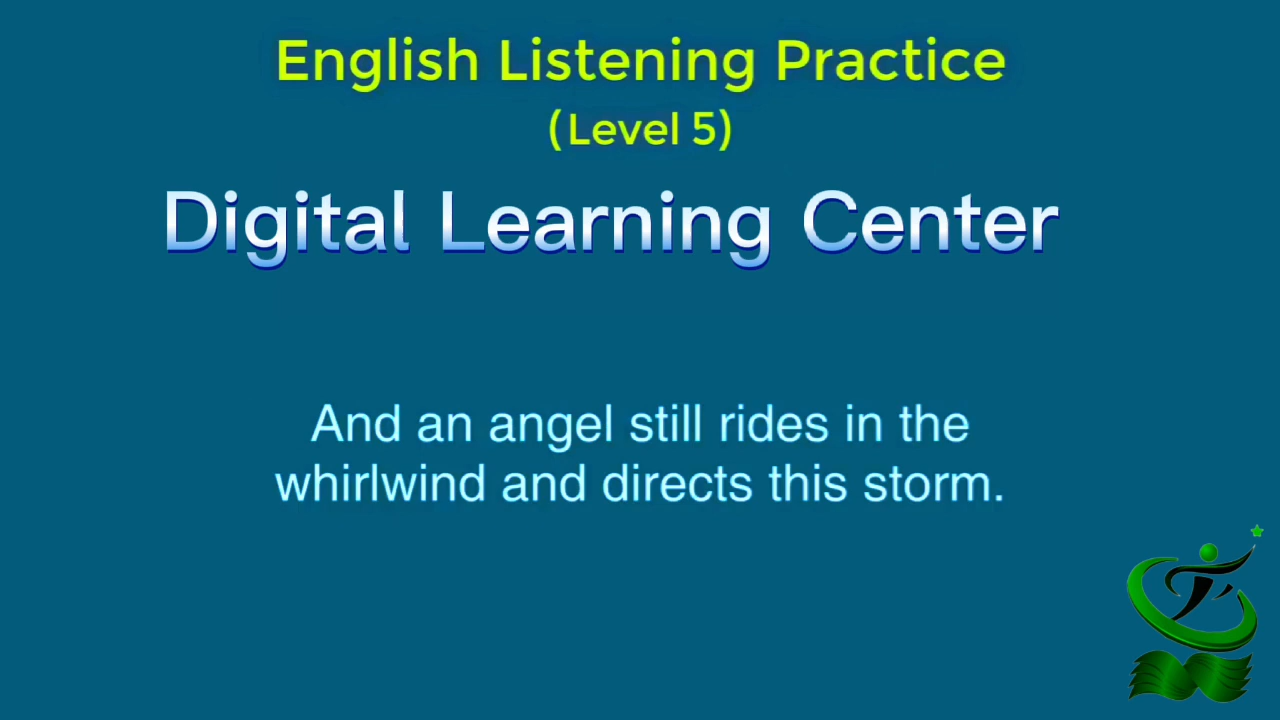 English Listening Practice
(Level 5)
Digital Learning Center
And an angel still rides in the
whirlwind and directs this storm.